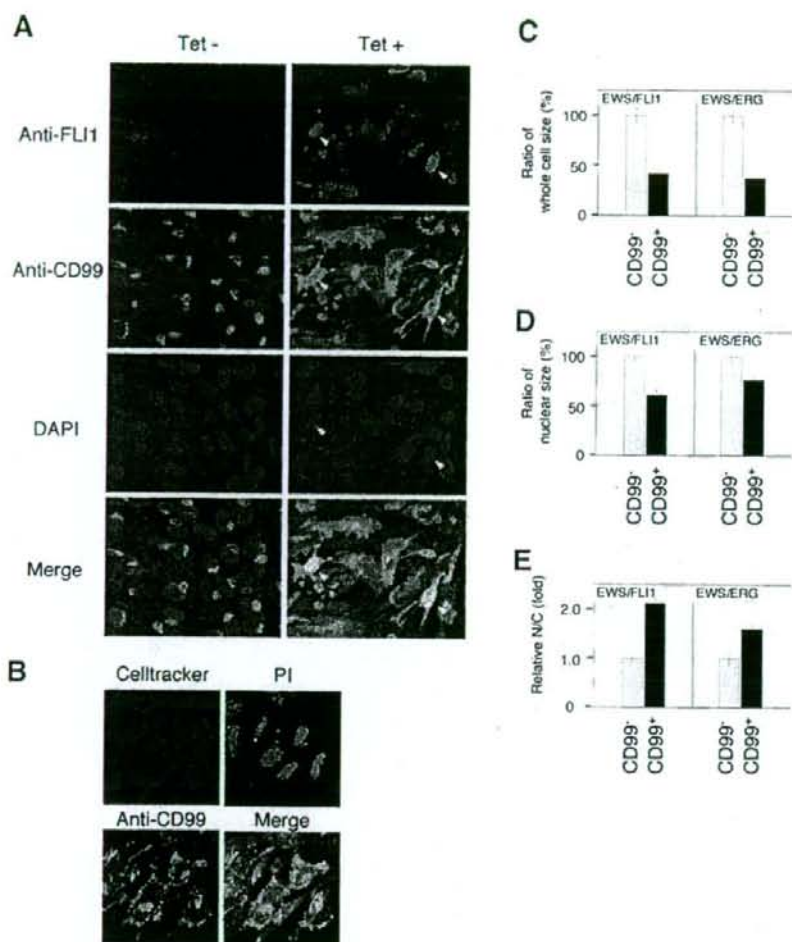 A
Tet - Tet +
Anti-FLI1
Anti-CD99
DAPI
Merge
B
Celltracker PI
Anti-CD99 Merge
C
Ratio of
whole cell size (%)
EWS/FLI1 EWS/ERG
100
50
0
CD99- CD99+ CD99- CD99+
D
Ratio of
nuclear size (%)
EWS/FLI1 EWS/ERG
100
50
0
CD99- CD99+ CD99- CD99+
E
Relative N/C (fold)
EWS/FLI1 EWS/ERG
2.0
1.0
0
CD99- CD99+ CD99- CD99+